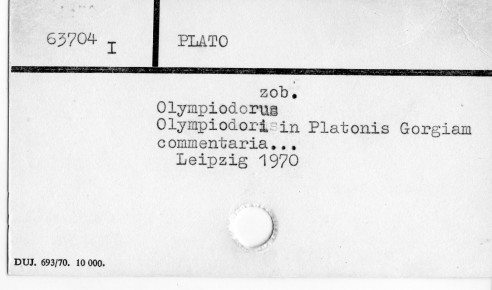 63704 I PLATO
zob.
Olympiodorus
Olympiodori in Platonis Gorgiam
commentaria...
Leipzig 1970
DUJ. 693/70. 10 000.